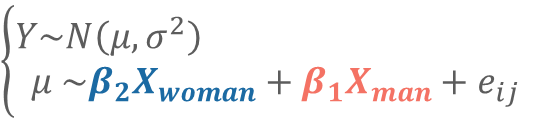 Y~N(μ, σ²)
μ ~β₂X_woman + β₁X_man + e_ij